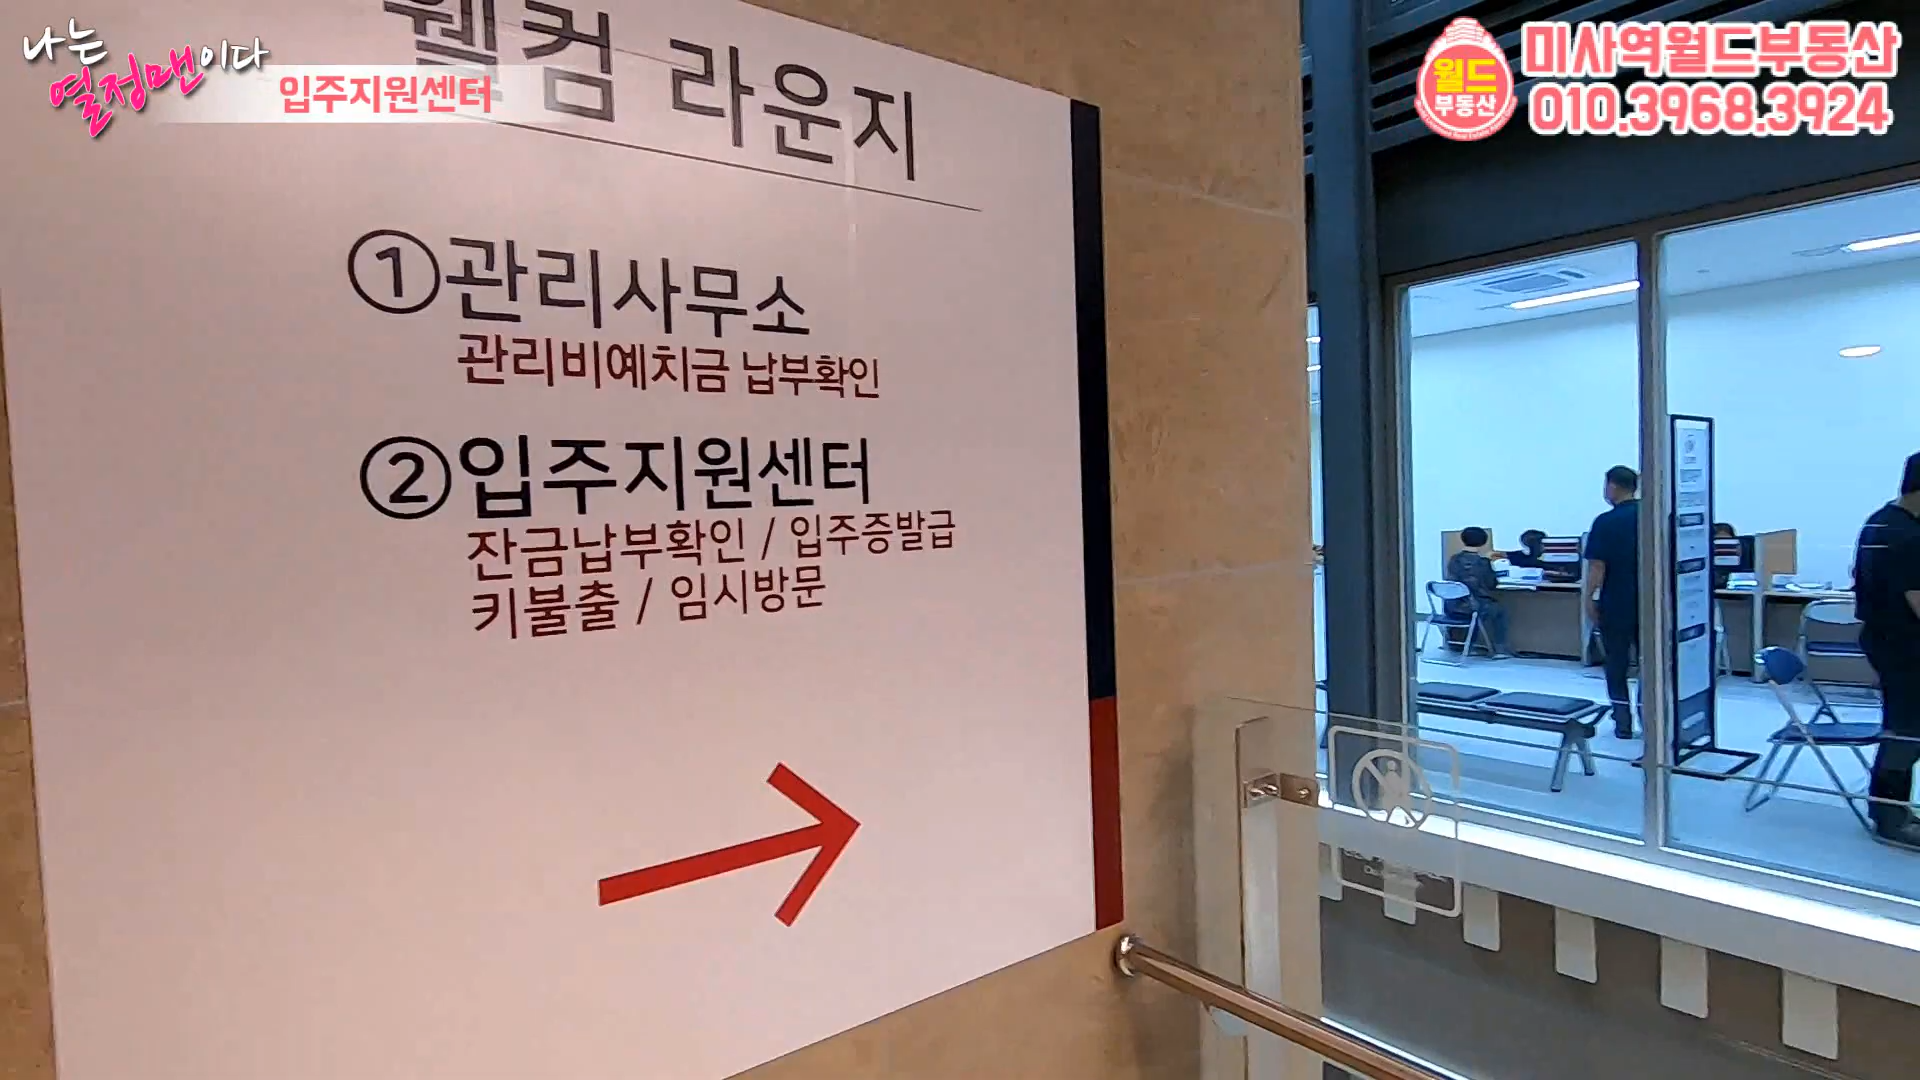 나는
열정맨이다
입주지원센터
월드
부동산
미사역월드부동산
010.3968.3924
웰컴 라운지
①관리사무소
관리비예치금 납부확인
②입주지원센터
잔금납부확인 / 입주증발급
키불출 / 임시방문